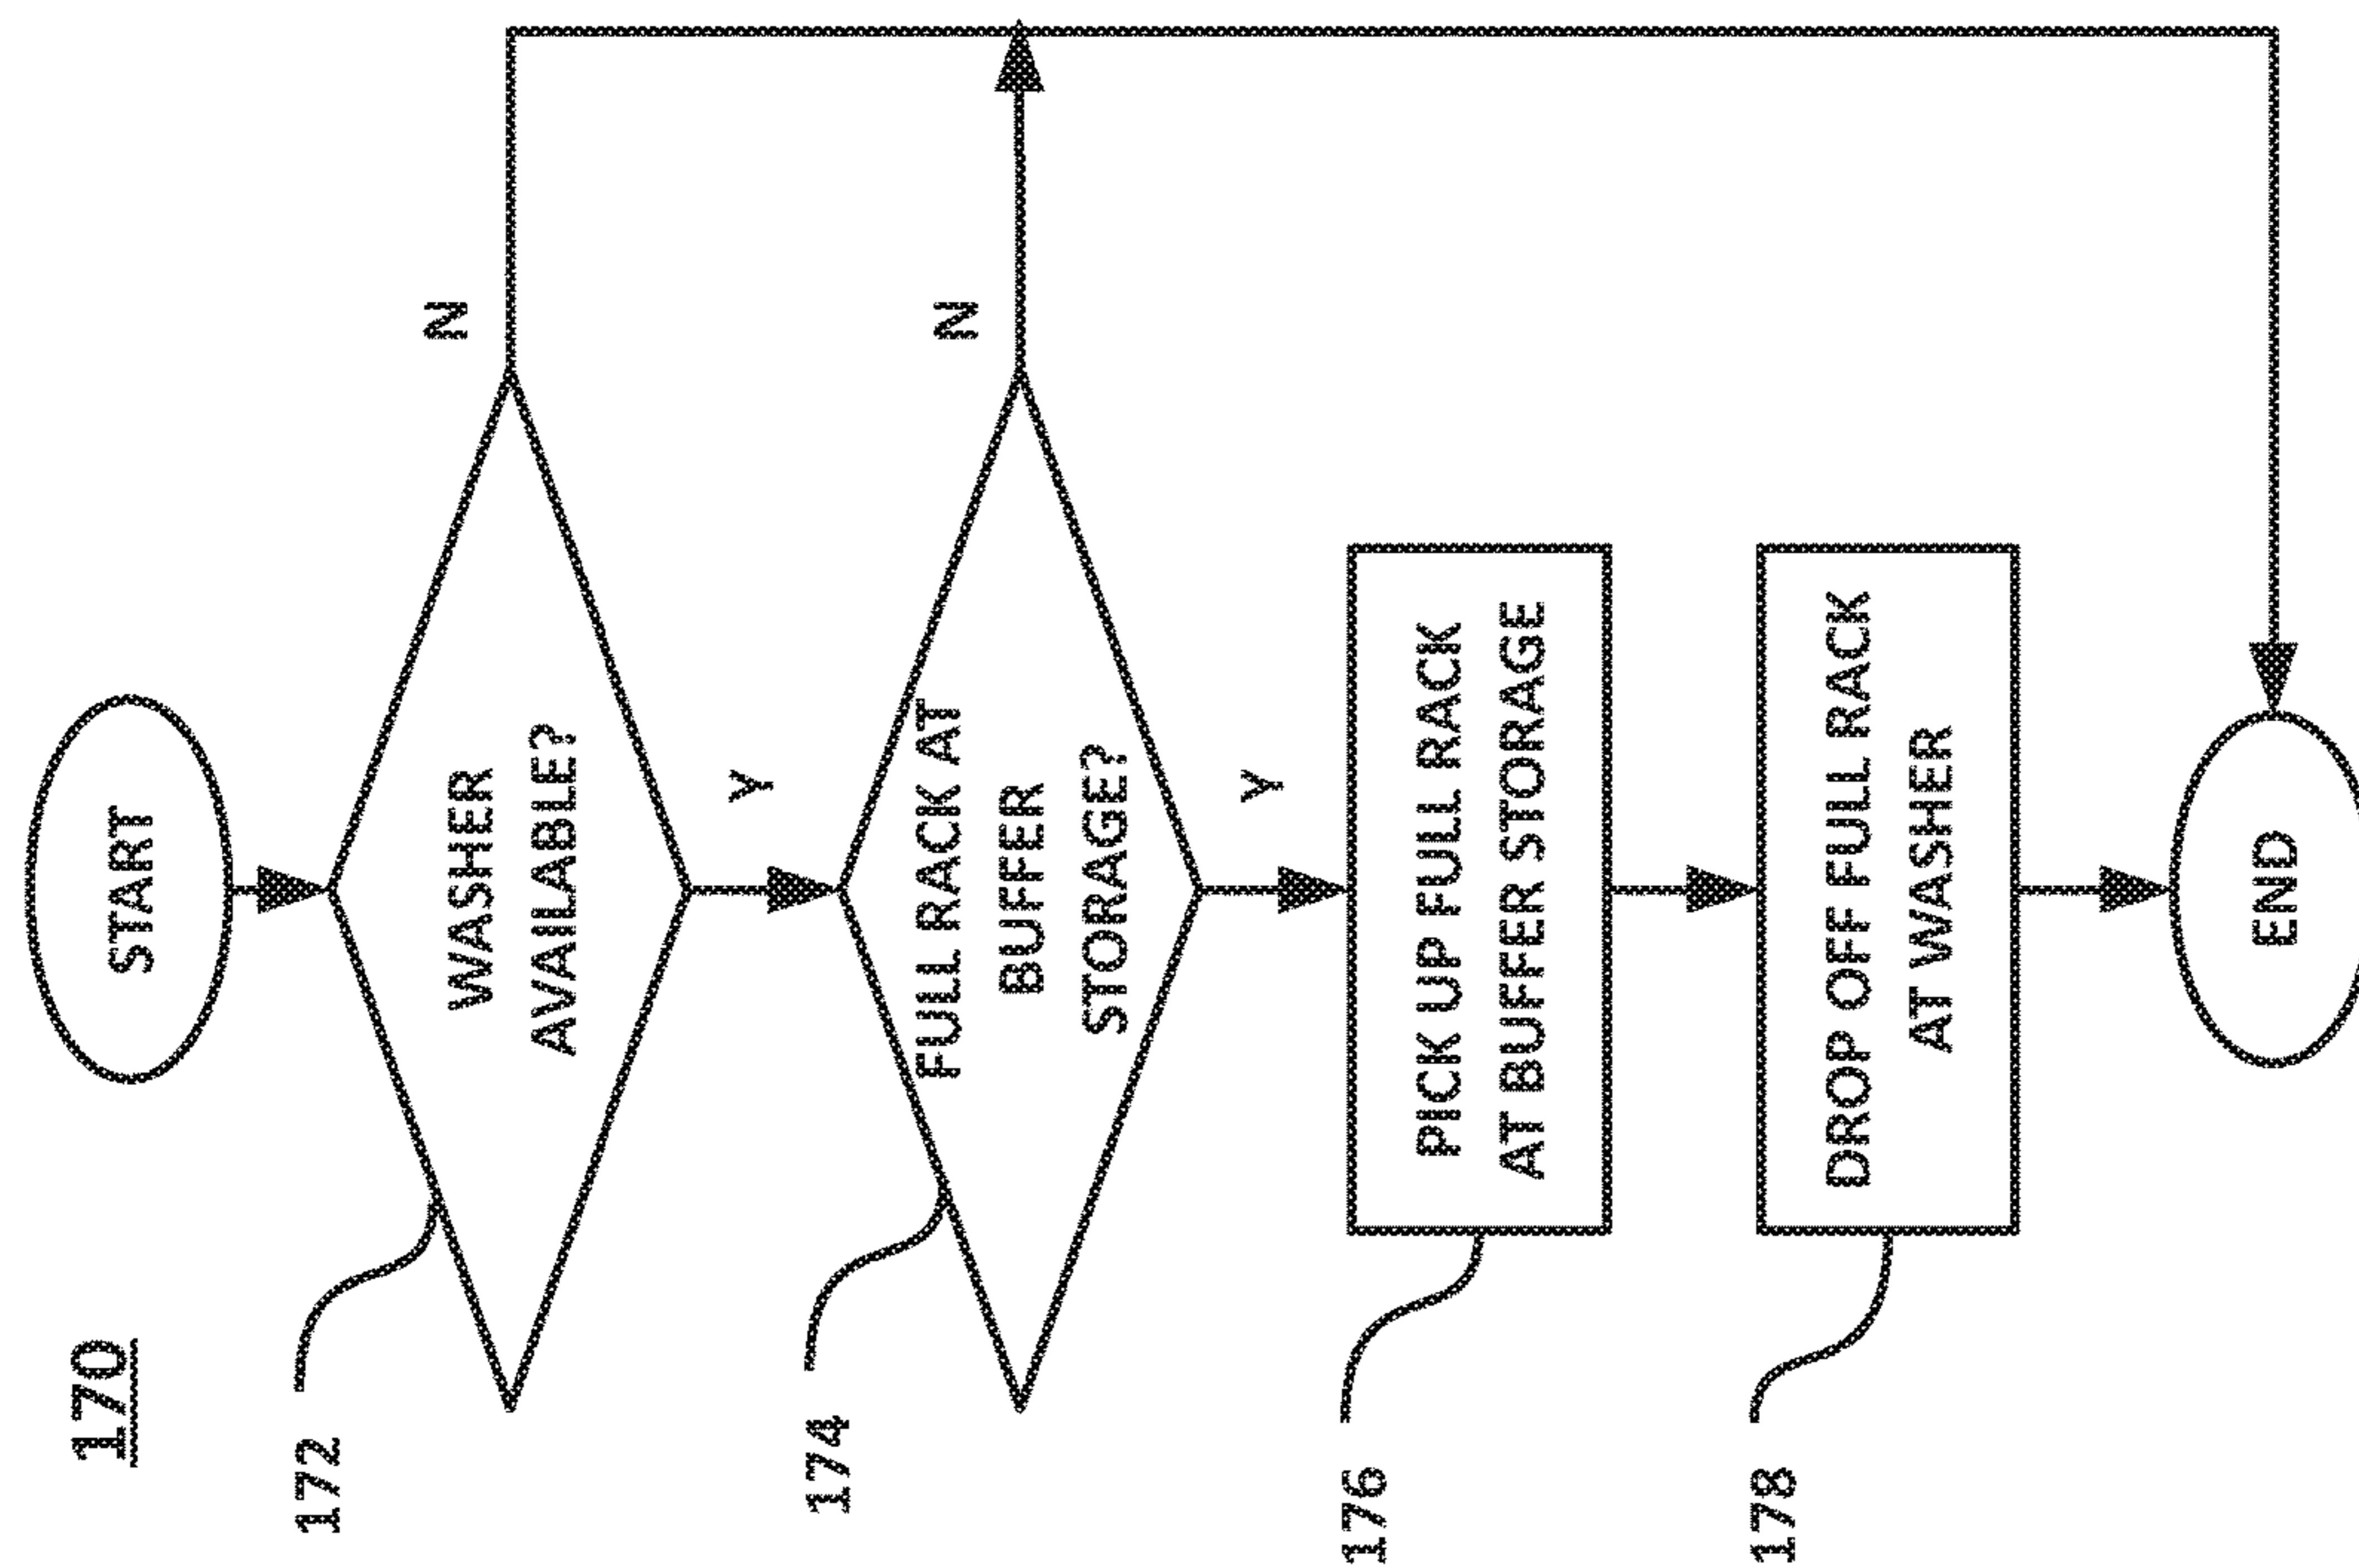 170
START
172
WASHER
AVAILABLE?
N
Y
174
FULL RACK AT
BUFFER
STORAGE?
N
Y
176
PICK UP FULL RACK
AT BUFFER STORAGE
178
DROP OFF FULL RACK
AT WASHER
END